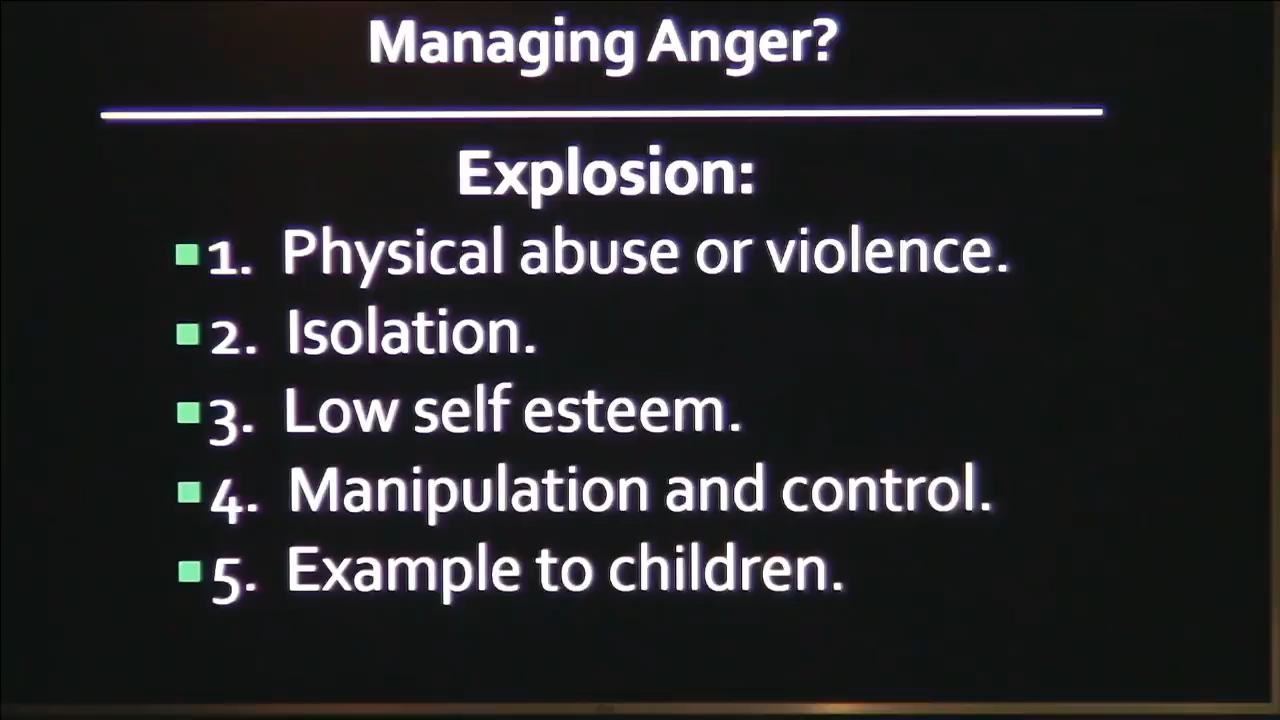 Managing Anger?
Explosion:
1. Physical abuse or violence.
2. Isolation.
3. Low self esteem.
4. Manipulation and control.
5. Example to children.